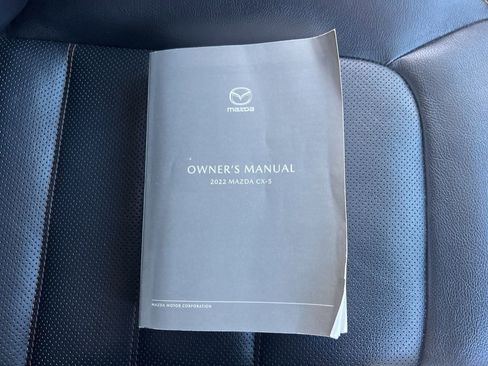 mazda
OWNER'S MANUAL
2022 MAZDA CX-5
MAZDA MOTOR CORPORATION